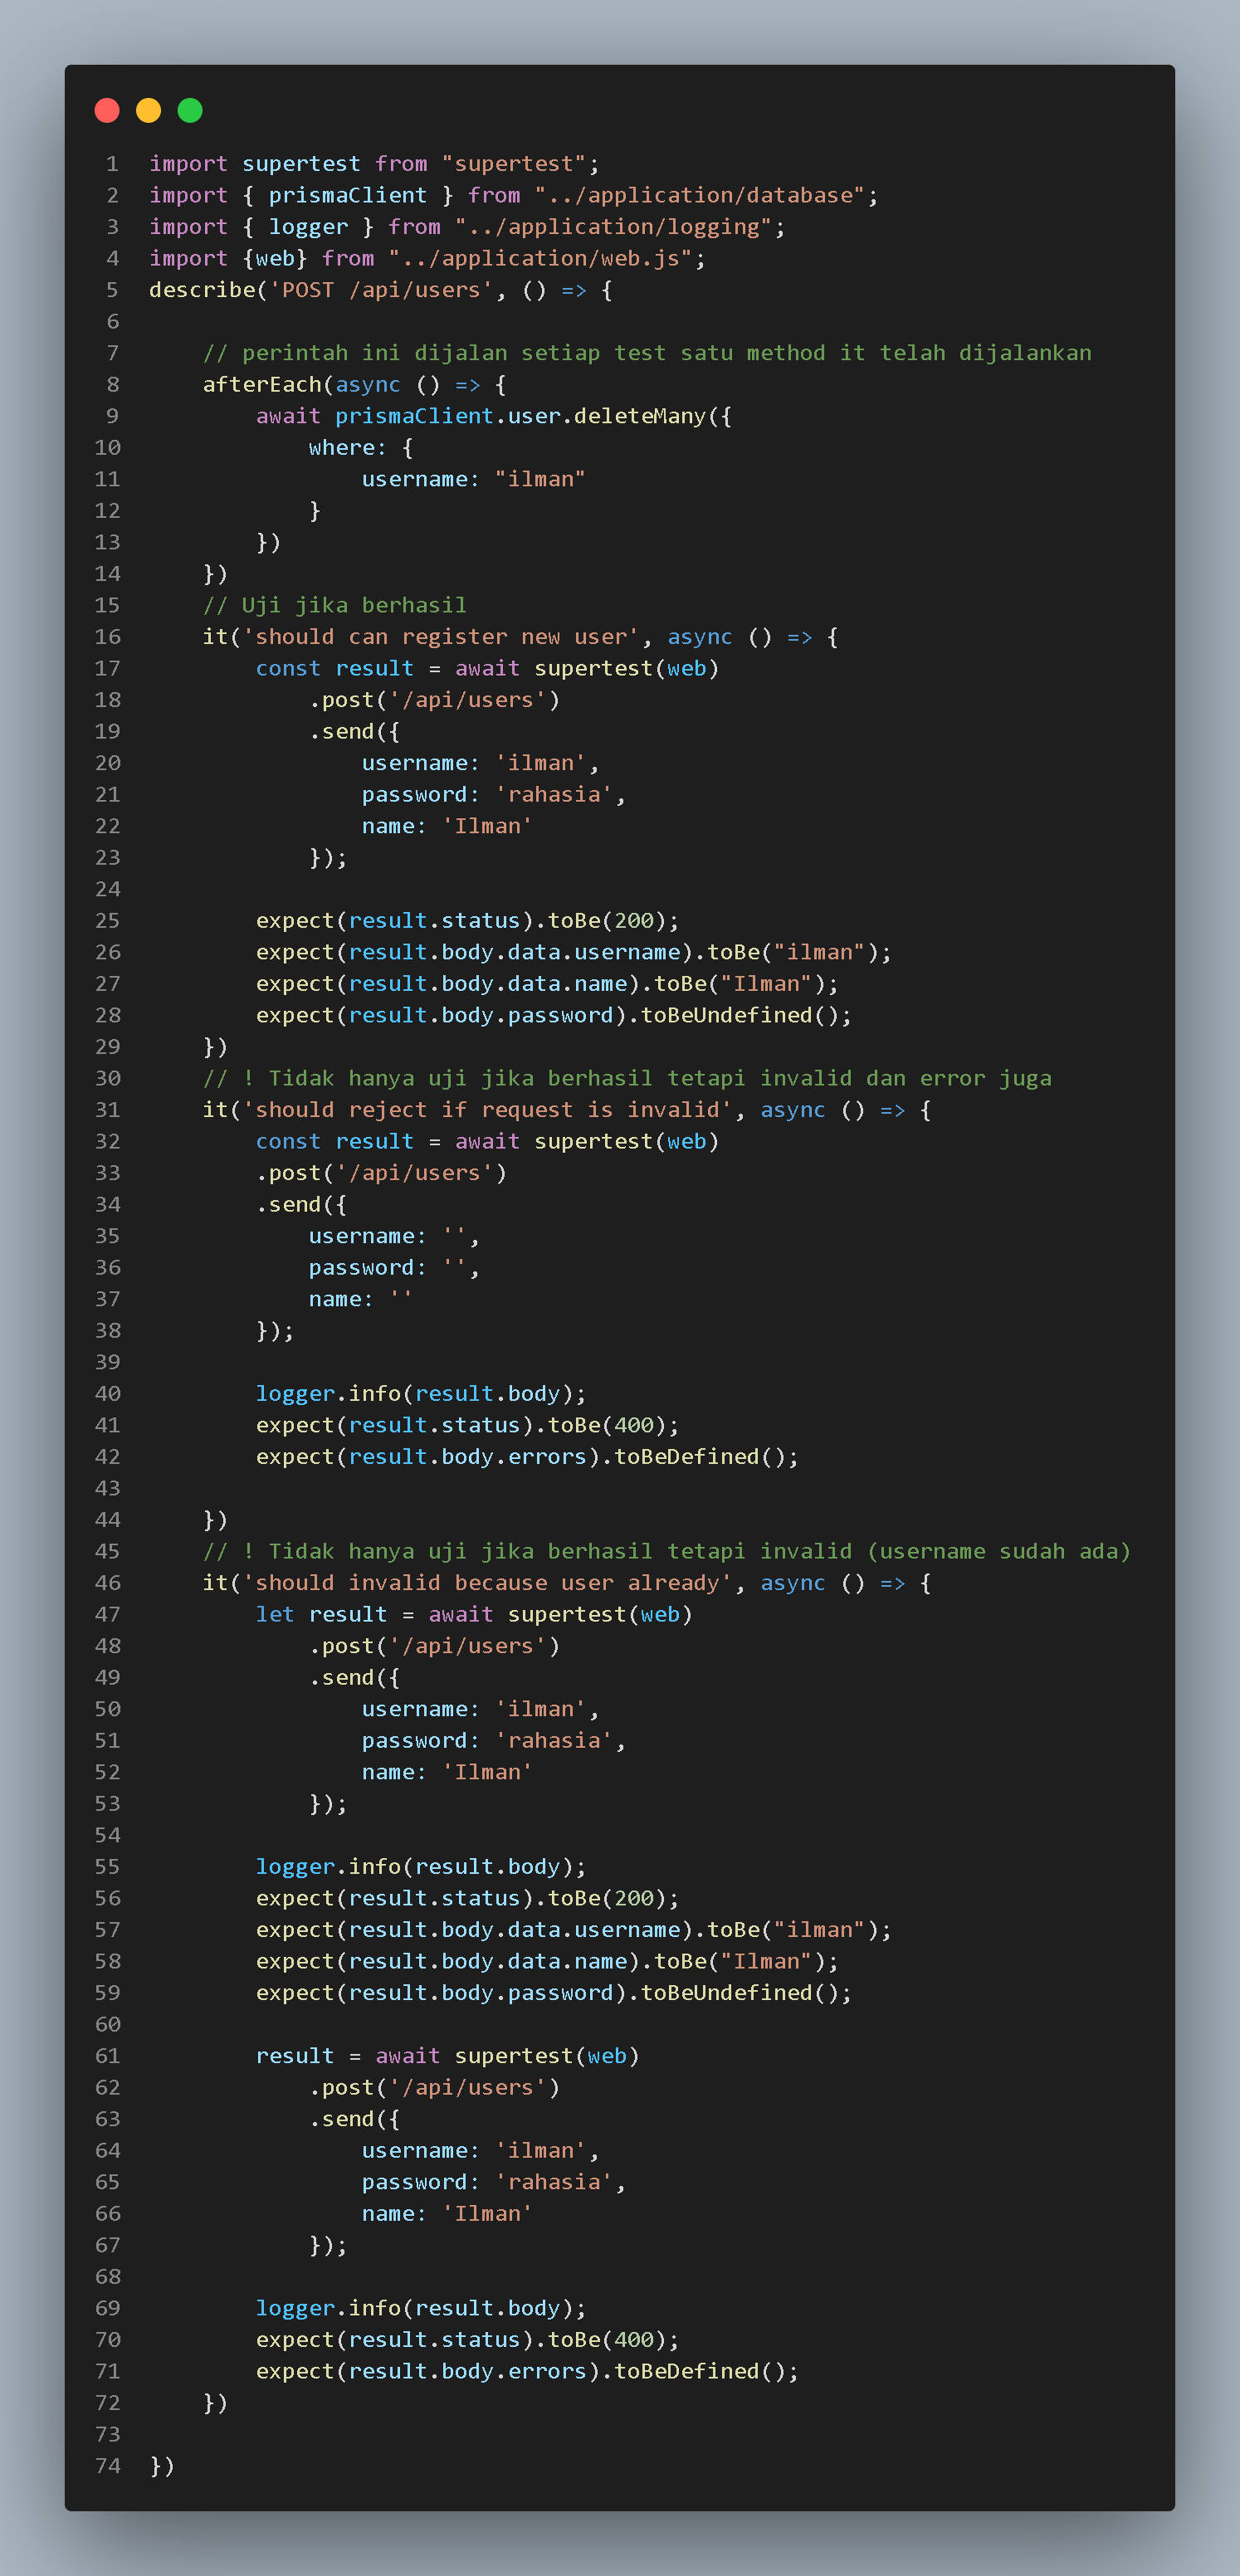 1 import supertest from "supertest";
2 import { prismaClient } from "../application/database";
3 import { logger } from "../application/logging";
4 import {web} from "../application/web.js";
5 describe('POST /api/users', () => {
6
7     // perintah ini dijalan setiap test satu method it telah dijalankan
8     afterEach(async () => {
9         await prismaClient.user.deleteMany({
10             where: {
11                 username: "ilman"
12             }
13         })
14     })
15     // Uji jika berhasil
16     it('should can register new user', async () => {
17         const result = await supertest(web)
18             .post('/api/users')
19             .send({
20                 username: 'ilman',
21                 password: 'rahasia',
22                 name: 'Ilman'
23             });
24
25         expect(result.status).toBe(200);
26         expect(result.body.data.username).toBe("ilman");
27         expect(result.body.data.name).toBe("Ilman");
28         expect(result.body.password).toBeUndefined();
29     })
30     // ! Tidak hanya uji jika berhasil tetapi invalid dan error juga
31     it('should reject if request is invalid', async () => {
32         const result = await supertest(web)
33         .post('/api/users')
34         .send({
35             username: '',
36             password: '',
37             name: ''
38         });
39
40         logger.info(result.body);
41         expect(result.status).toBe(400);
42         expect(result.body.errors).toBeDefined();
43
44     })
45     // ! Tidak hanya uji jika berhasil tetapi invalid (username sudah ada)
46     it('should invalid because user already', async () => {
47         let result = await supertest(web)
48             .post('/api/users')
49             .send({
50                 username: 'ilman',
51                 password: 'rahasia',
52                 name: 'Ilman'
53             });
54
55         logger.info(result.body);
56         expect(result.status).toBe(200);
57         expect(result.body.data.username).toBe("ilman");
58         expect(result.body.data.name).toBe("Ilman");
59         expect(result.body.password).toBeUndefined();
60
61         result = await supertest(web)
62             .post('/api/users')
63             .send({
64                 username: 'ilman',
65                 password: 'rahasia',
66                 name: 'Ilman'
67             });
68
69         logger.info(result.body);
70         expect(result.status).toBe(400);
71         expect(result.body.errors).toBeDefined();
72     })
73
74 })